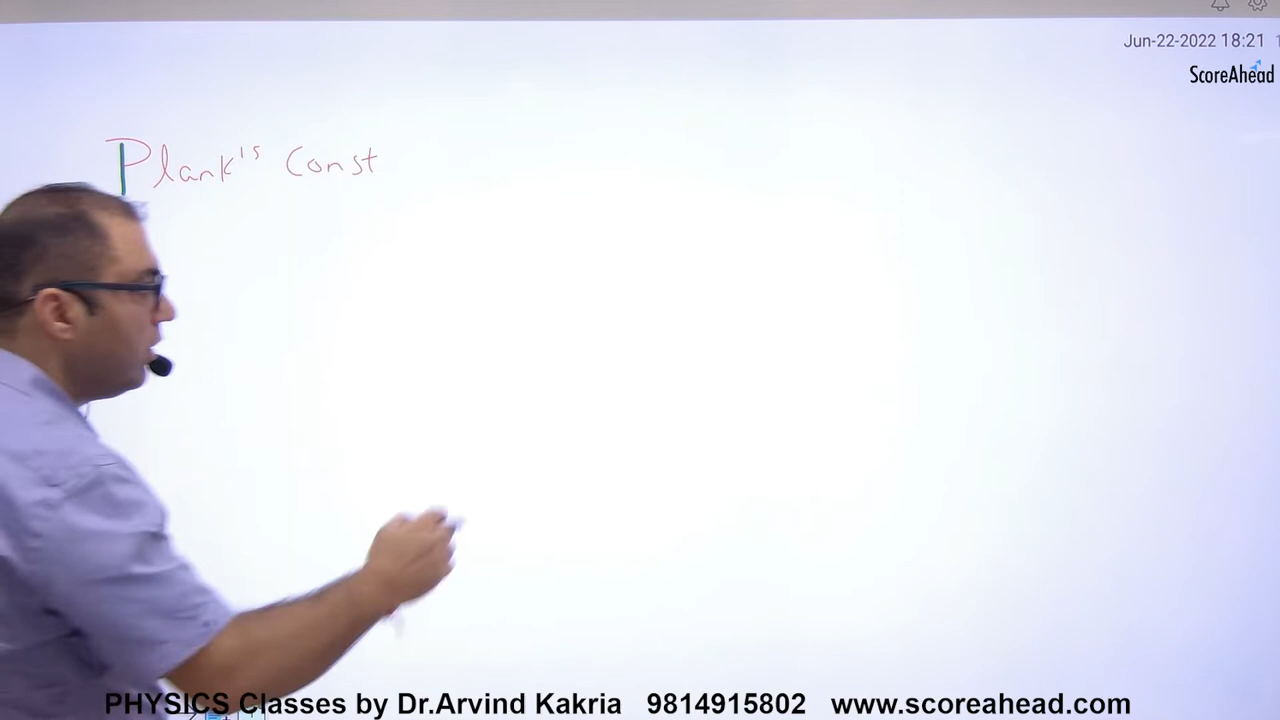 Jun-22-2022 18:21
ScoreAhead
Plank's Const
PHYSICS Classes by Dr.Arvind Kakria 9814915802 www.scoreahead.com